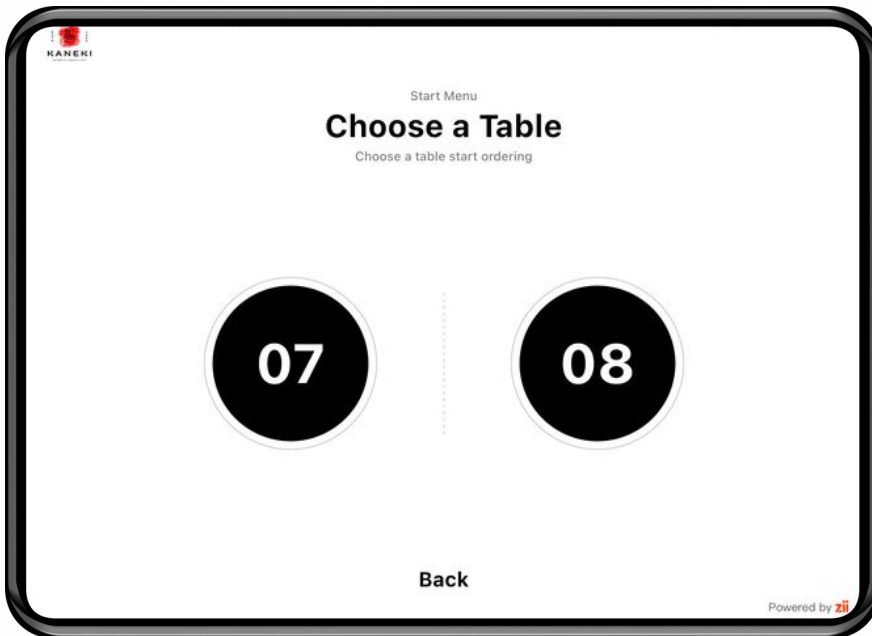 KANEKI
Start Menu
Choose a Table
Choose a table start ordering
07
08
Back
Powered by zii